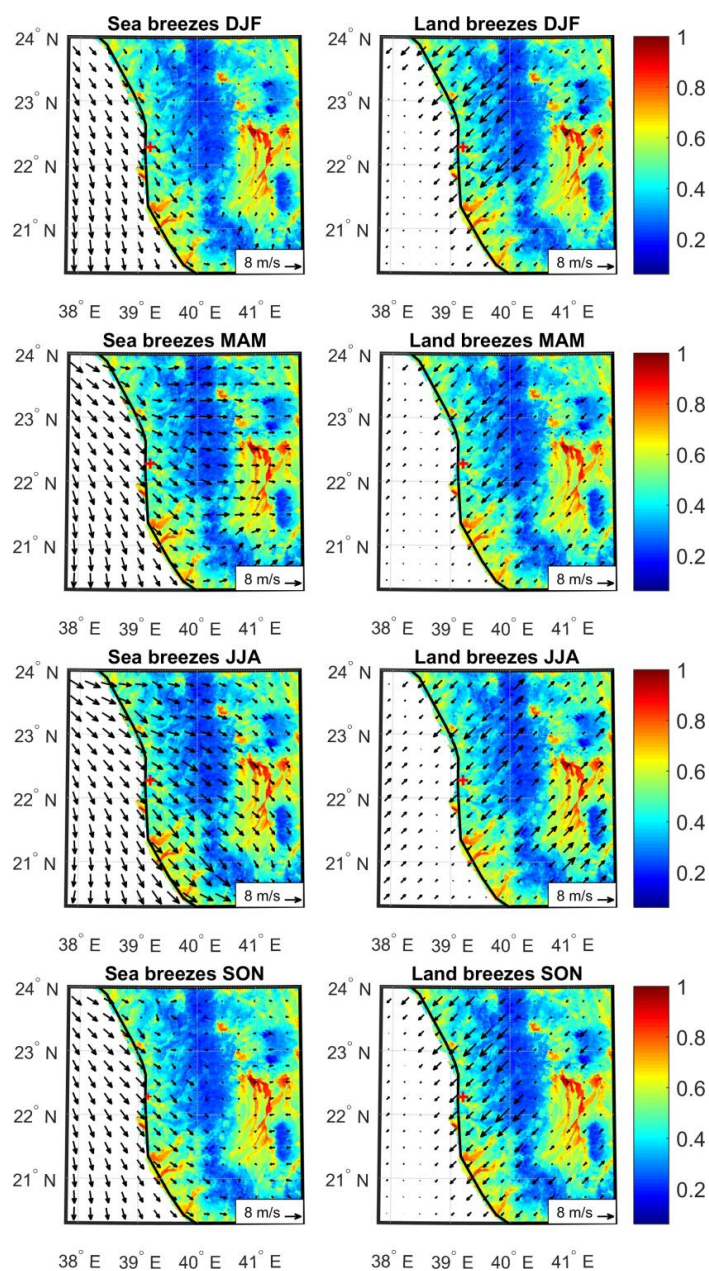 Sea breezes DJF Land breezes DJF
24° N 1
23° N 0.8
22° N 0.6
21° N 0.4
8 m/s 8 m/s 0.2
38° E 39° E 40° E 41° E 38° E 39° E 40° E 41° E
Sea breezes MAM Land breezes MAM
24° N 1
23° N 0.8
22° N 0.6
21° N 0.4
8 m/s 8 m/s 0.2
38° E 39° E 40° E 41° E 38° E 39° E 40° E 41° E
Sea breezes JJA Land breezes JJA
24° N 1
23° N 0.8
22° N 0.6
21° N 0.4
8 m/s 8 m/s 0.2
38° E 39° E 40° E 41° E 38° E 39° E 40° E 41° E
Sea breezes SON Land breezes SON
24° N 1
23° N 0.8
22° N 0.6
21° N 0.4
8 m/s 8 m/s 0.2
38° E 39° E 40° E 41° E 38° E 39° E 40° E 41° E